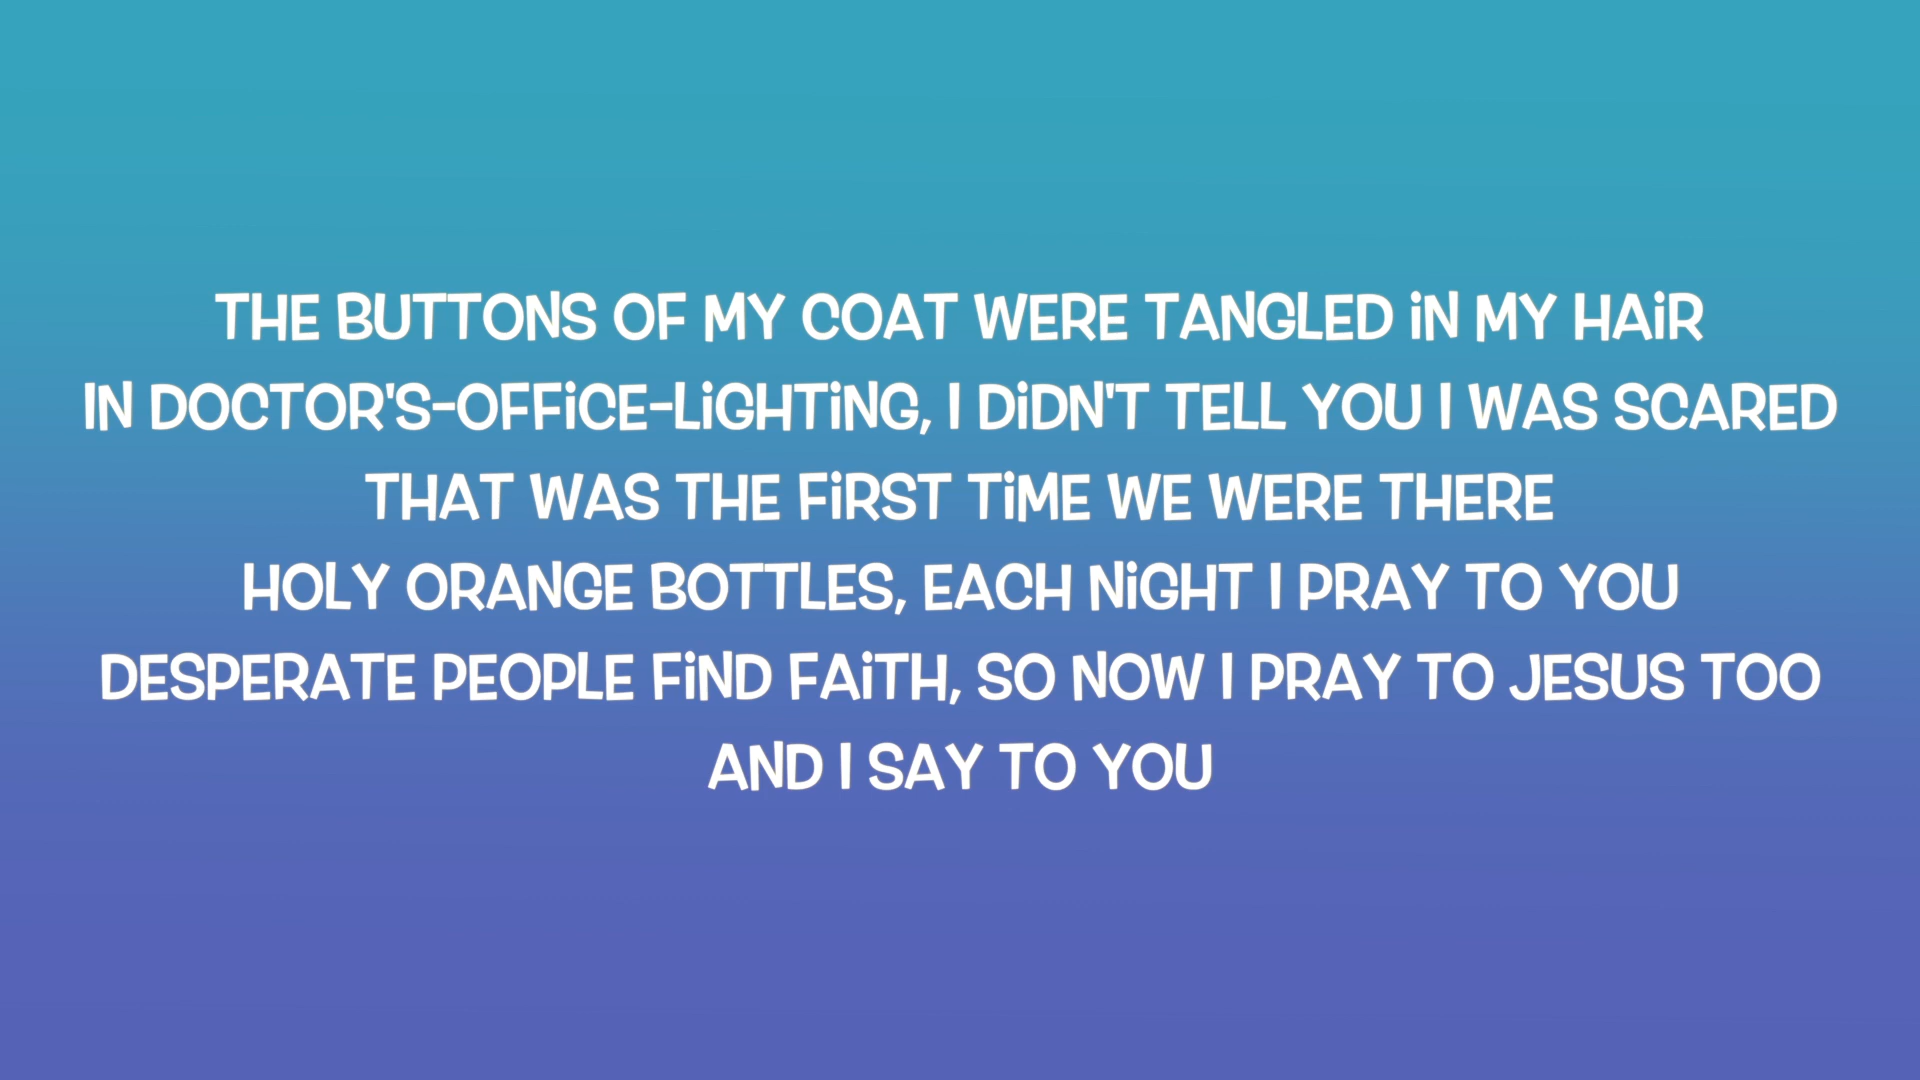 THE BUTTONS OF MY COAT WERE TANGLED iN MY HAiR
IN DOCTOR'S-OFFiCE-LiGHTiNG, I DiDN'T TELL YOU I WAS SCARED
THAT WAS THE FiRST TiME WE WERE THERE
HOLY ORANGE BOTTLES, EACH NiGHT I PRAY TO YOU
DESPERATE PEOPLE FiND FAiTH, SO NOW I PRAY TO JESUS TOO
AND I SAY TO YOU